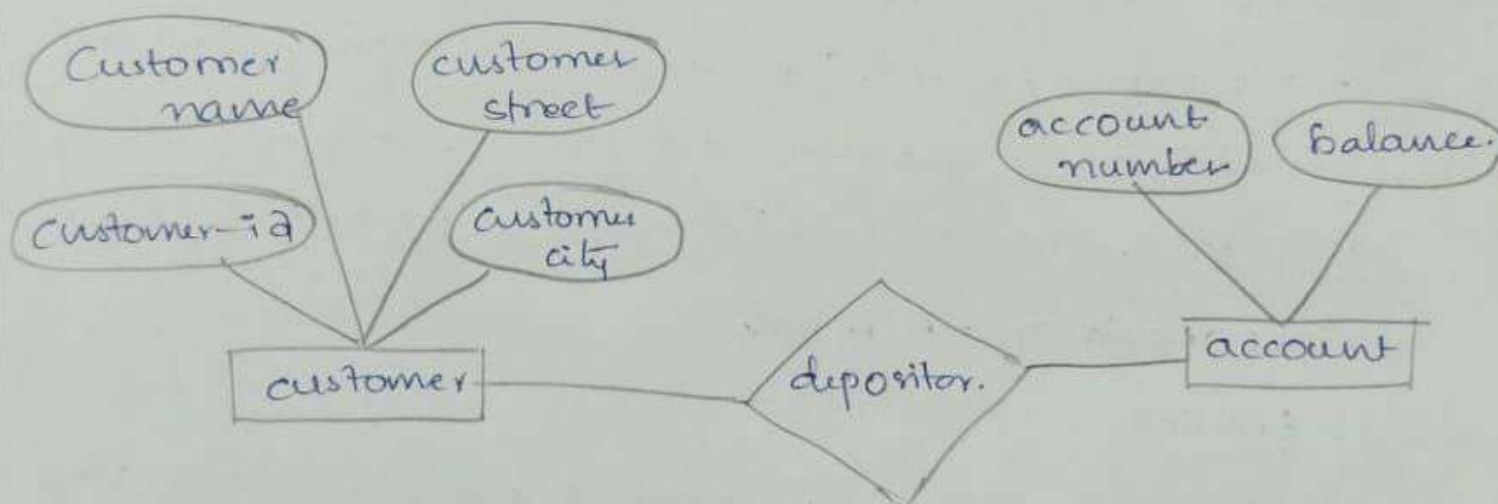 Customer
name
customer
street
account
number
balance.
customer-id
customer
city
customer
depositor.
account